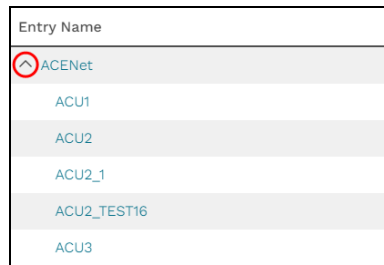 Entry Name
ACENet
ACU1
ACU2
ACU2_1
ACU2_TEST16
ACU3